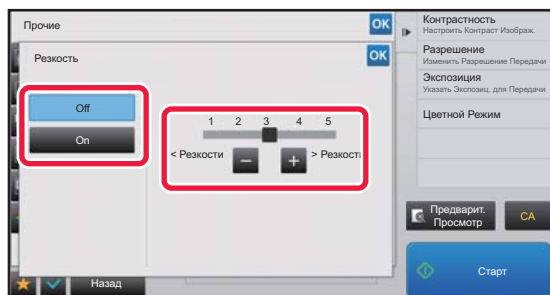 Прочие
OK
Резкость
OK
Off
On
1 2 3 4 5
< Резкости
> Резкости
Назад
Контрастность
Настроить Контраст Изображ.
Разрешение
Изменить Разрешение Передачи
Экспозиция
Указать Экспозиц. для Передачи
Цветной Режим
Предварит.
Просмотр
CA
Старт